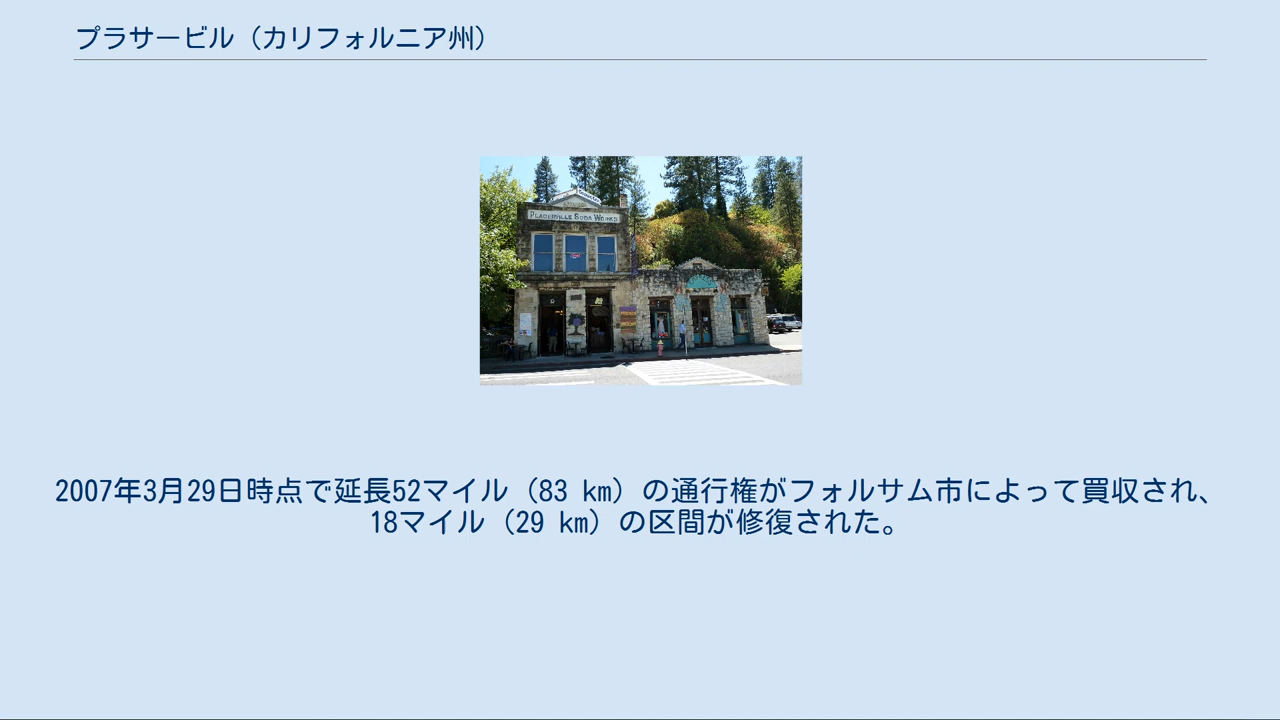 プラサービル（カリフォルニア州）
PLACERVILLE SODA WORKS
2007年3月29日時点で延長52マイル（83 km）の通行権がフォルサム市によって買収され、
18マイル（29 km）の区間が修復された。